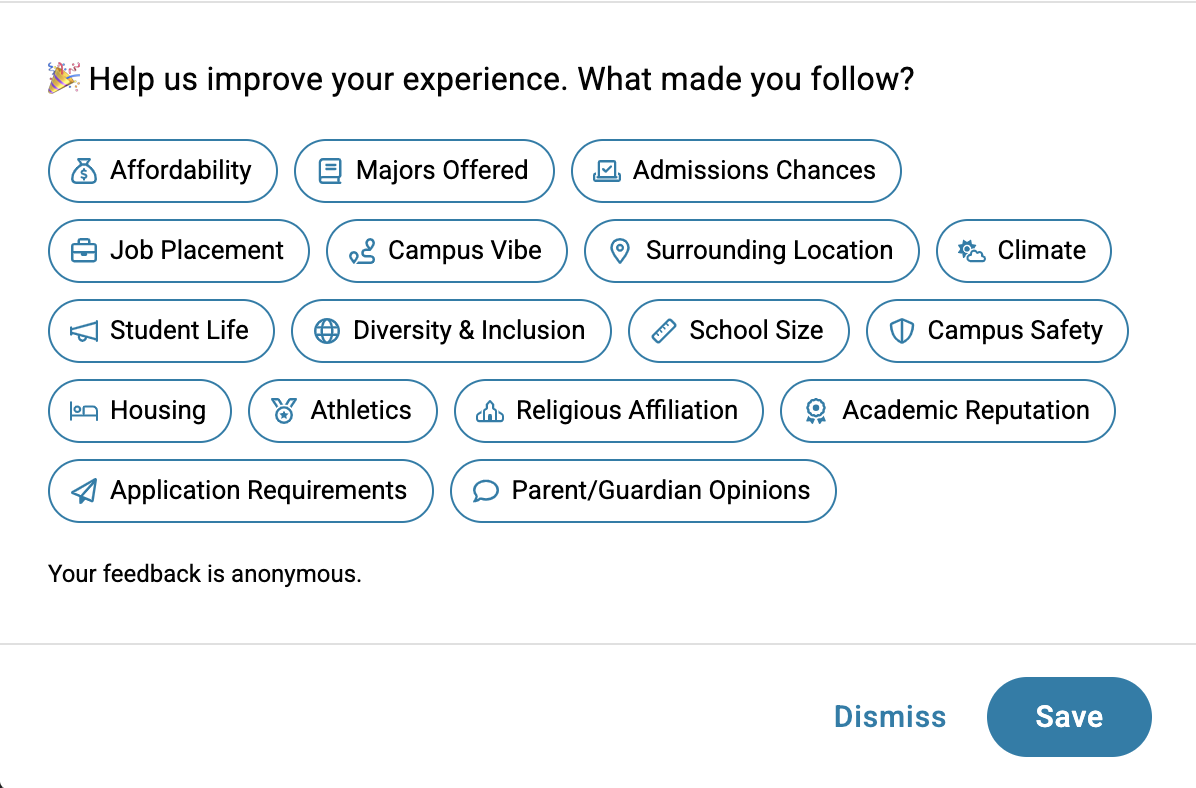 🎉 Help us improve your experience. What made you follow?
Affordability Majors Offered Admissions Chances
Job Placement Campus Vibe Surrounding Location Climate
Student Life Diversity & Inclusion School Size Campus Safety
Housing Athletics Religious Affiliation Academic Reputation
Application Requirements Parent/Guardian Opinions
Your feedback is anonymous.
Dismiss Save